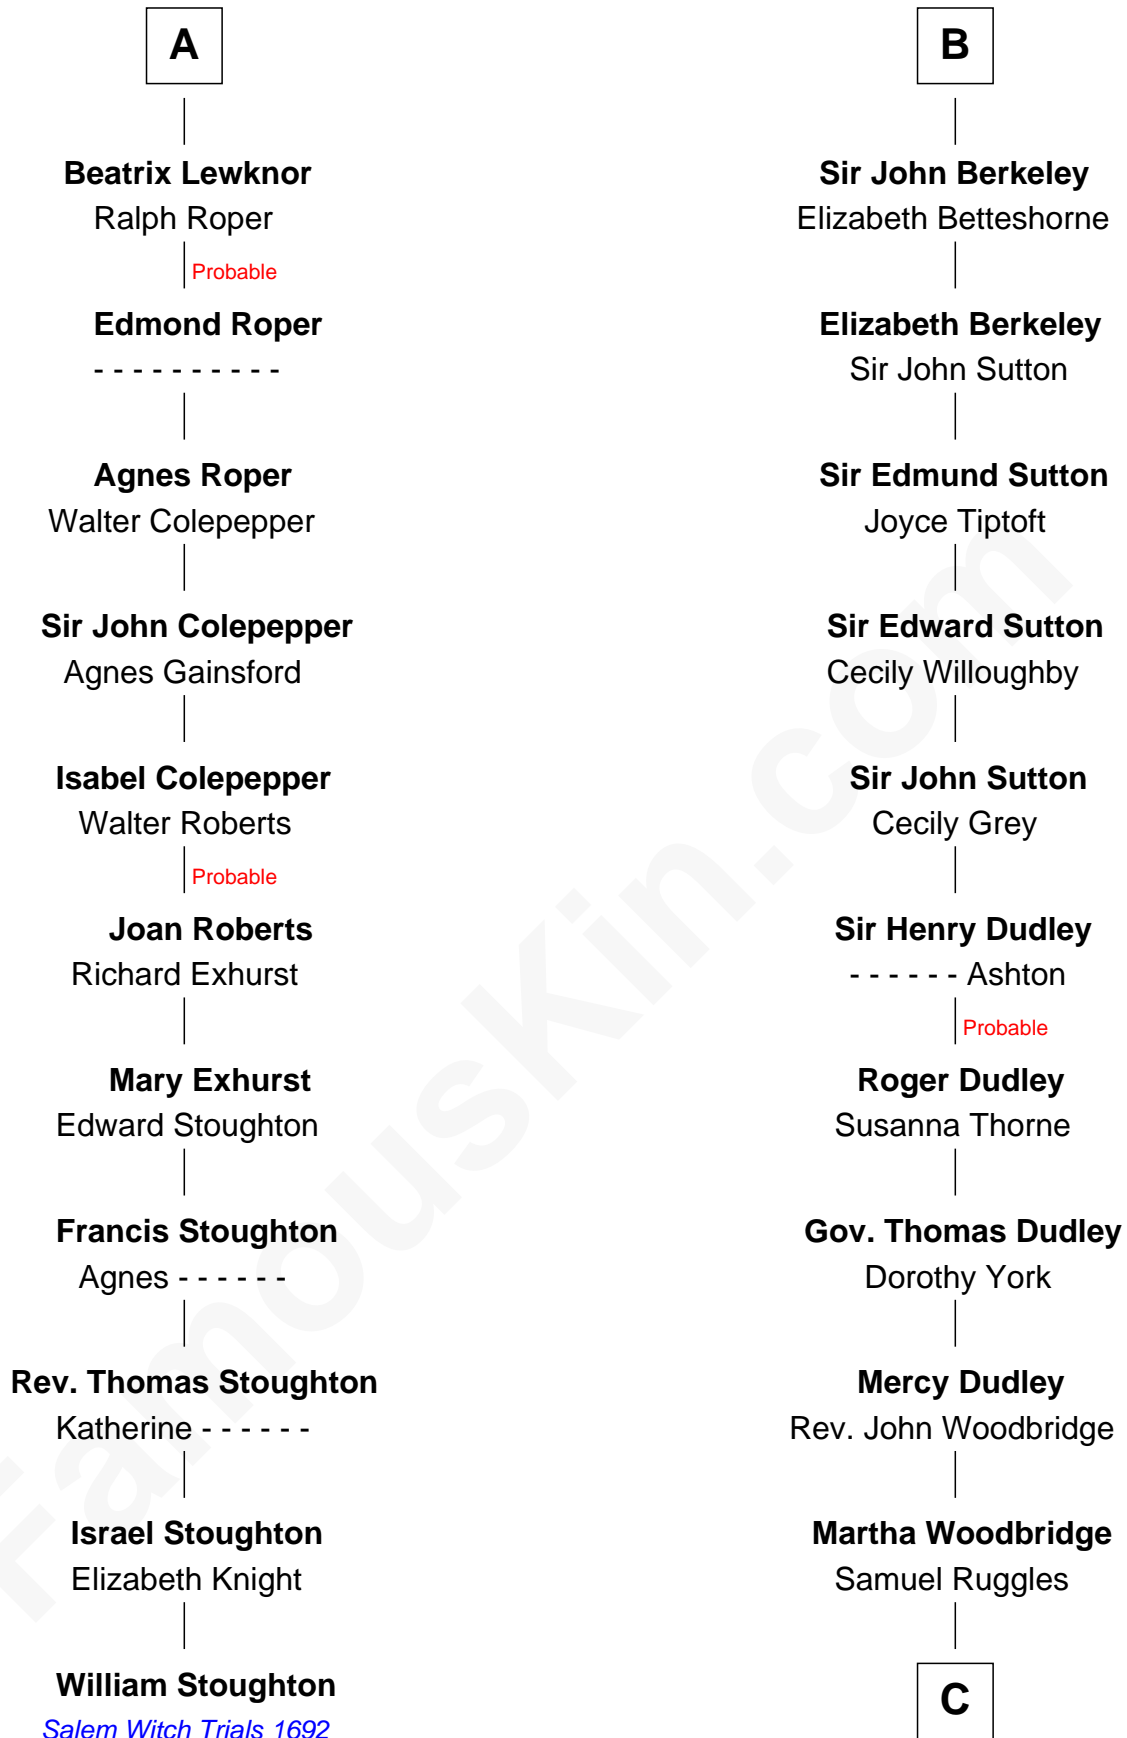 A
Beatrix Lewknor
Ralph Roper
Probable
Edmond Roper
- - - - - - - - - -
Agnes Roper
Walter Colepepper
Sir John Colepepper
Agnes Gainsford
Isabel Colepepper
Walter Roberts
Probable
Joan Roberts
Richard Exhurst
Mary Exhurst
Edward Stoughton
Francis Stoughton
Agnes - - - - - -
Rev. Thomas Stoughton
Katherine - - - - - -
Israel Stoughton
Elizabeth Knight
William Stoughton
Salem Witch Trials 1692
B
Sir John Berkeley
Elizabeth Betteshorne
Elizabeth Berkeley
Sir John Sutton
Sir Edmund Sutton
Joyce Tiptoft
Sir Edward Sutton
Cecily Willoughby
Sir John Sutton
Cecily Grey
Sir Henry Dudley
- - - - - - Ashton
Probable
Roger Dudley
Susanna Thorne
Gov. Thomas Dudley
Dorothy York
Mercy Dudley
Rev. John Woodbridge
Martha Woodbridge
Samuel Ruggles
C
FamousKin.com